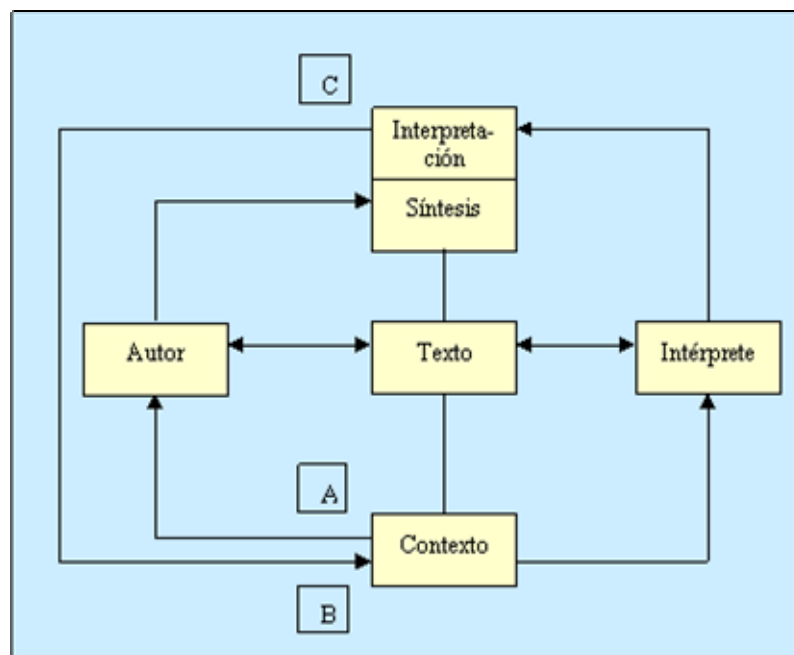 C
Interpreta-
ción
Síntesis
Autor
Texto
Intérprete
A
Contexto
B